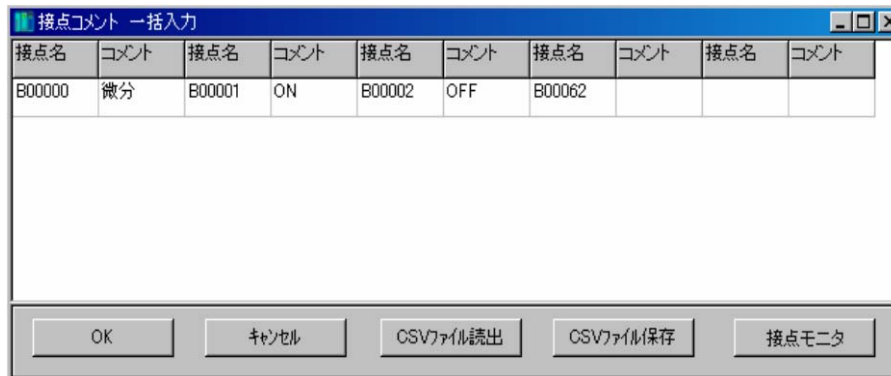 接点コメント 一括入力
接点名 コメント 接点名 コメント 接点名 コメント 接点名 コメント 接点名 コメント
B00000 微分 B00001 ON B00002 OFF B00062
OK キャンセル CSVファイル読出 CSVファイル保存 接点モニタ